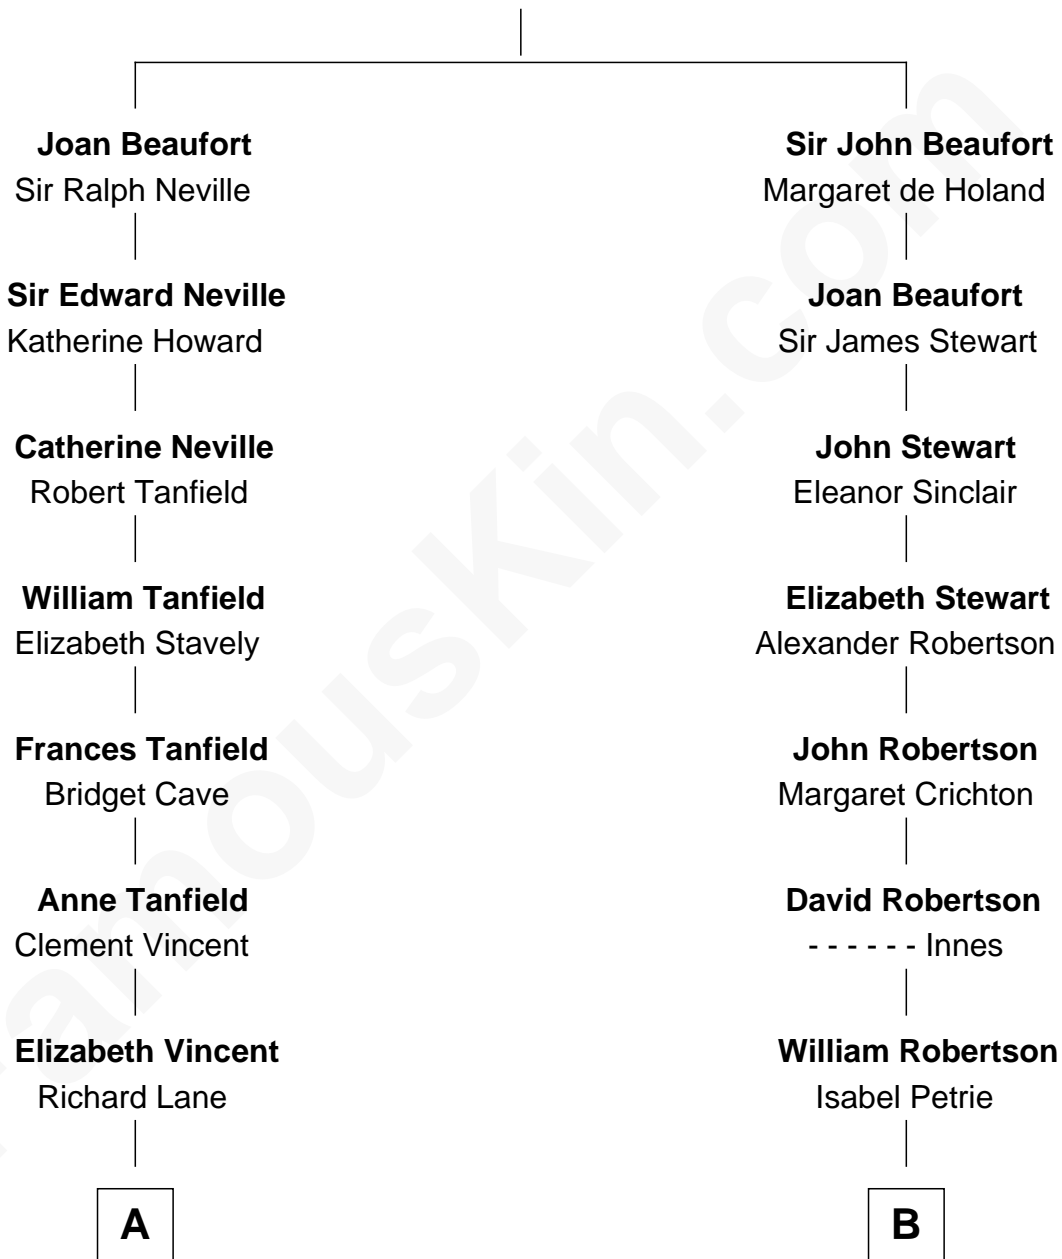 Joan Beaufort
Sir Ralph Neville
Sir Edward Neville
Katherine Howard
Catherine Neville
Robert Tanfield
William Tanfield
Elizabeth Stavely
Frances Tanfield
Bridget Cave
Anne Tanfield
Clement Vincent
Elizabeth Vincent
Richard Lane
A
Sir John Beaufort
Margaret de Holand
Joan Beaufort
Sir James Stewart
John Stewart
Eleanor Sinclair
Elizabeth Stewart
Alexander Robertson
John Robertson
Margaret Crichton
David Robertson
- - - - - - Innes
William Robertson
Isabel Petrie
B
FamousKin.com